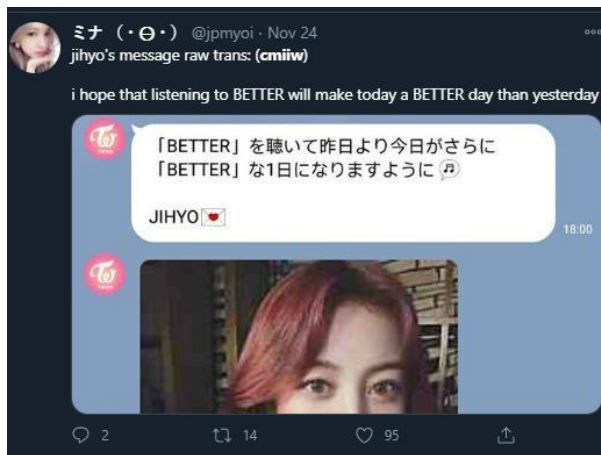 ミナ (・ꙨꙨ・) @jpmyoi · Nov 24
jihyo's message raw trans: (cmiiw)
i hope that listening to BETTER will make today a BETTER day than yesterday
「BETTER」を聴いて昨日より今日がさらに
「BETTER」な1日になりますように
JIHYO
18:00
2
14
95